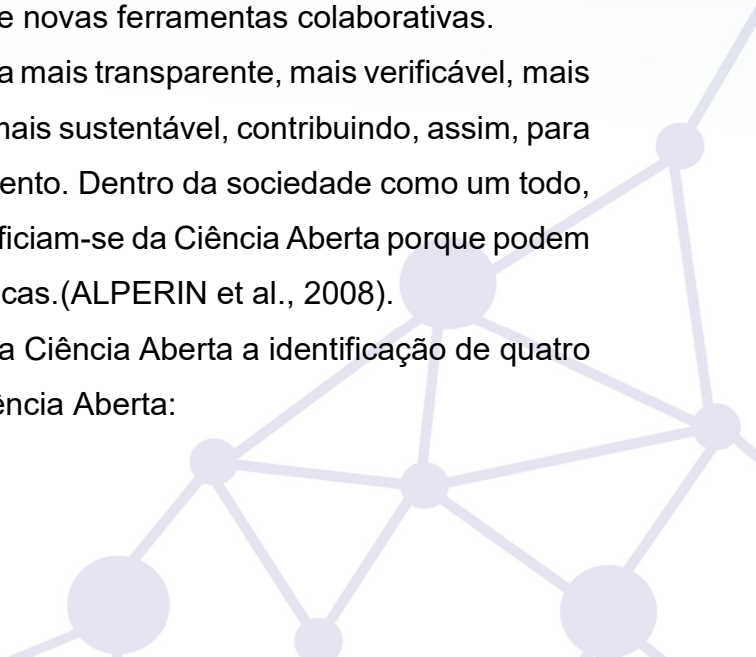 e novas ferramentas colaborativas.
a mais transparente, mais verificável, mais
mais sustentável, contribuindo, assim, para
ento. Dentro da sociedade como um todo,
ficiam-se da Ciência Aberta porque podem
cas.(ALPERIN et al., 2008).
a Ciência Aberta a identificação de quatro
ência Aberta: